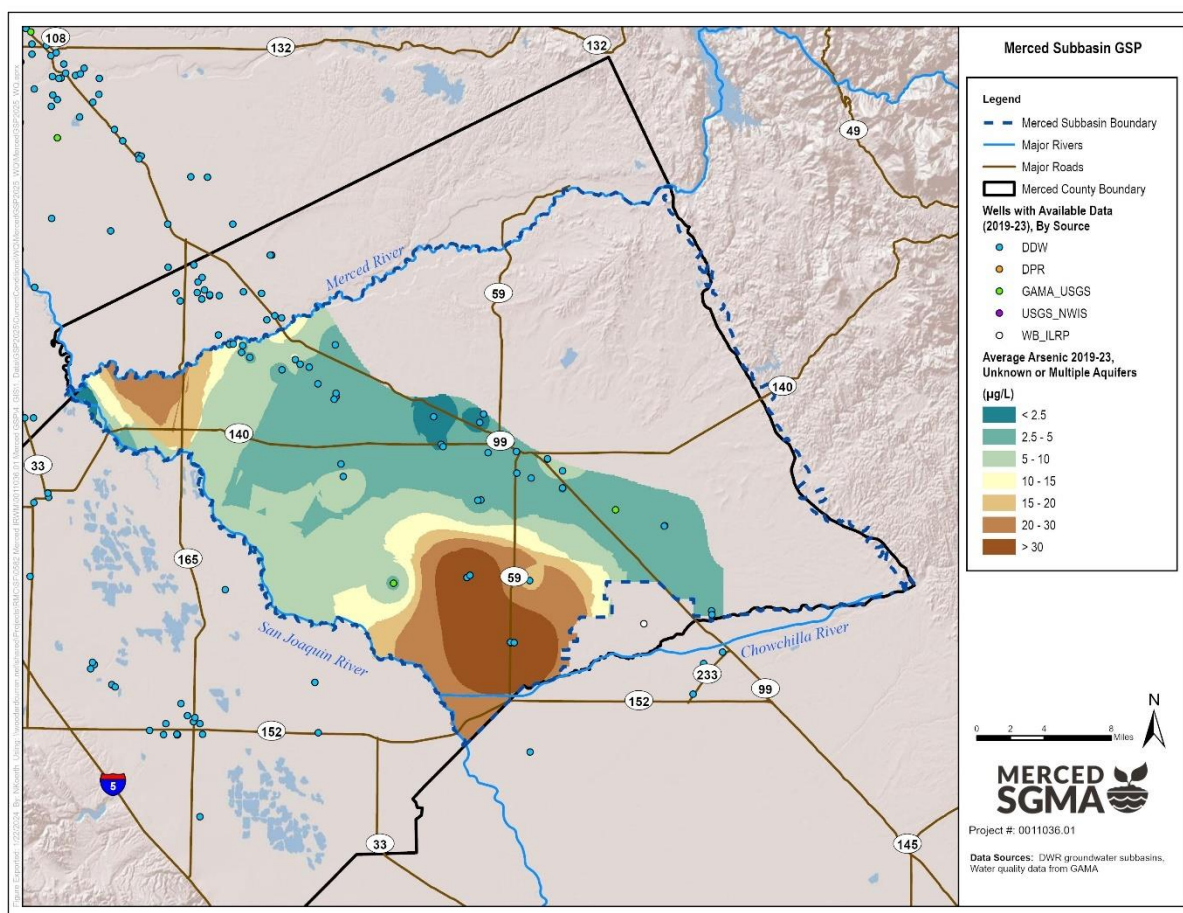 108
132
132
49
Merced River
59
140
140
99
33
165
59
San Joaquin River
Chowchilla River
233
99
152
152
5
33
145
Merced Subbasin GSP
Legend
Merced Subbasin Boundary
Major Rivers
Major Roads
Merced County Boundary
Wells with Available Data
(2019-23), By Source
DDW
DPR
GAMA_USGS
USGS_NWIS
WB_ILRP
Average Arsenic 2019-23,
Unknown or Multiple Aquifers
(µg/L)
< 2.5
2.5 - 5
5 - 10
10 - 15
15 - 20
20 - 30
> 30
N
0 2 4 8
Miles
MERCED
SGMA
Project #: 0011036.01
Data Sources: DWR groundwater subbasins,
Water quality data from GAMA